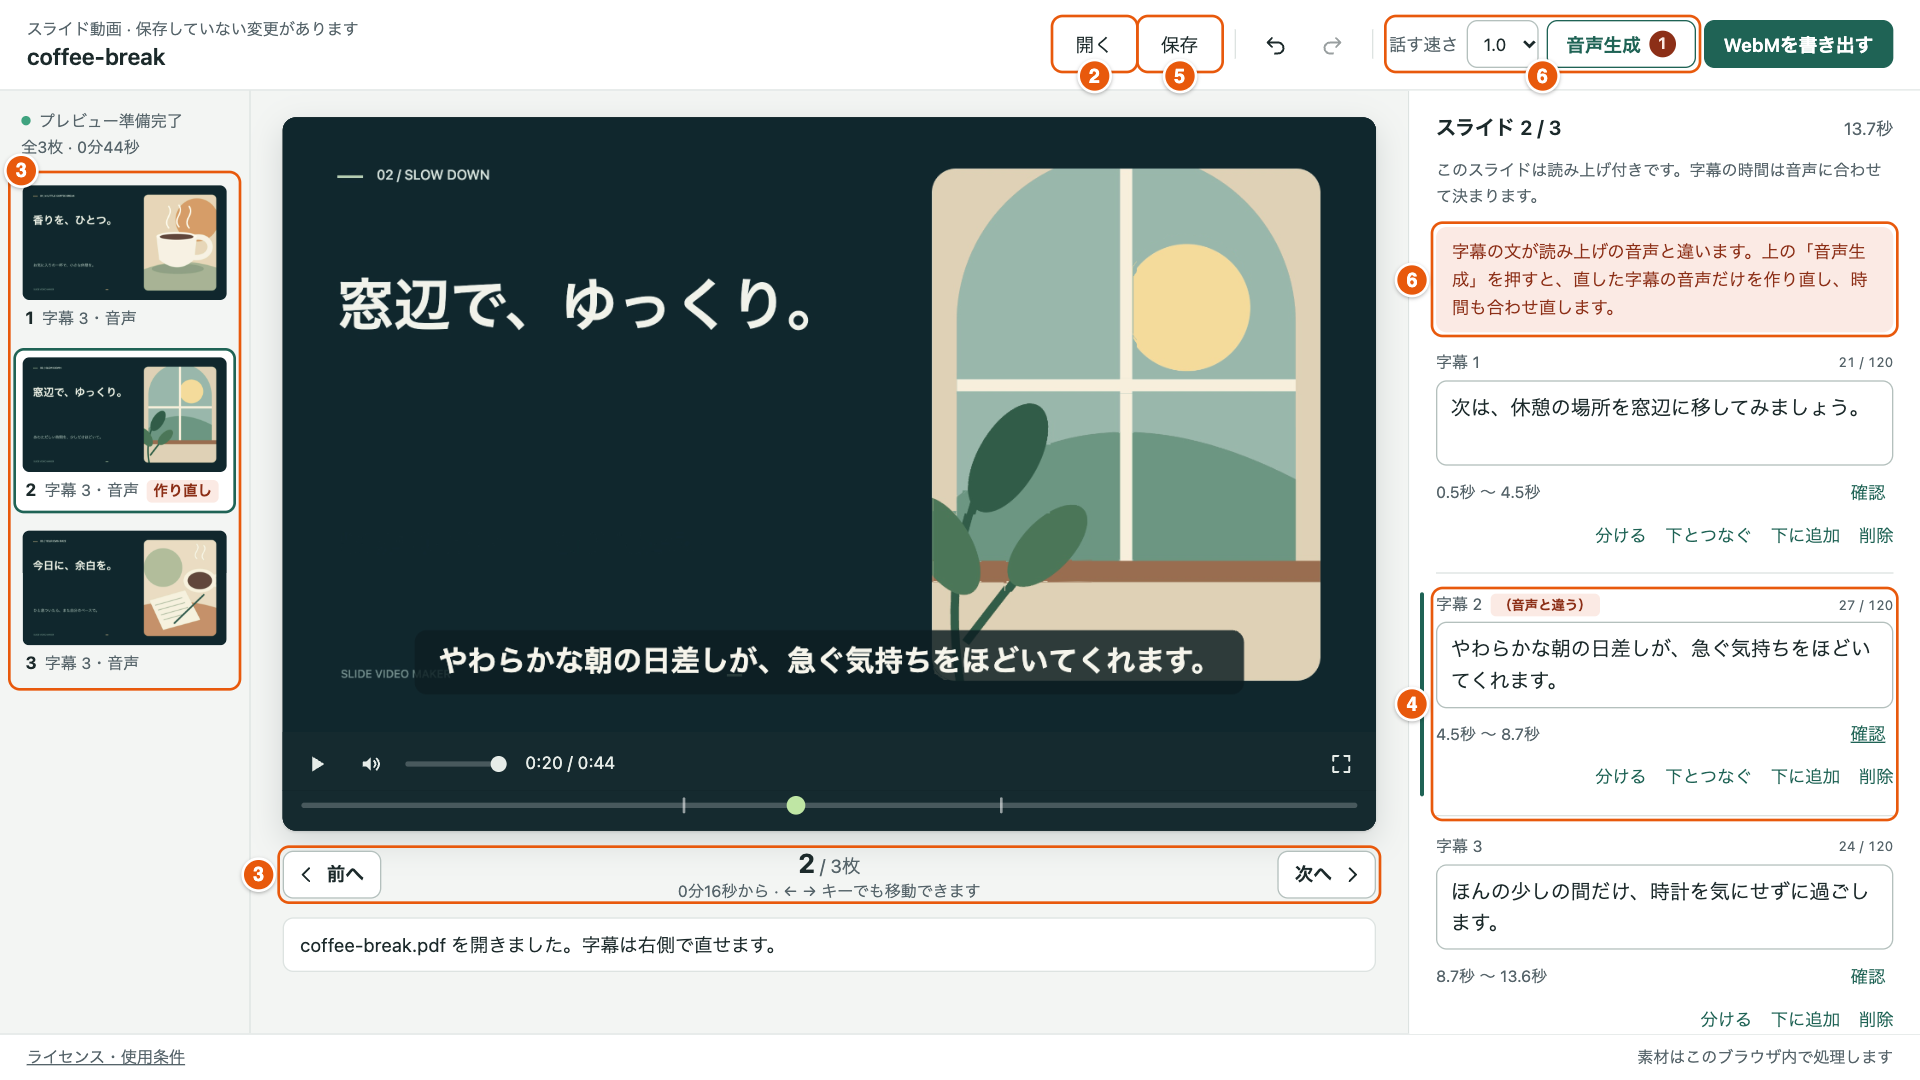 スライド動画 · 保存していない変更があります
coffee-break
開く
2
保存
5
話す速さ
1.0
音声生成 1
6
WebMを書き出す
プレビュー準備完了
全3枚 · 0分44秒
3
香りを、ひとつ。
1 字幕 3・音声
窓辺で、ゆっくり。
2 字幕 3・音声 作り直し
今日に、余白を。
3 字幕 3・音声
02 / SLOW DOWN
窓辺で、ゆっくり。
SLIDE VIDEO MAKER
やわらかな朝の日差しが、急ぐ気持ちをほどいてくれます。
0:20 / 0:44
3
前へ
2 / 3枚
0分16秒から · ← → キーでも移動できます
次へ
coffee-break.pdf を開きました。字幕は右側で直せます。
スライド 2 / 3
13.7秒
このスライドは読み上げ付きです。字幕の時間は音声に合わせ
て決まります。
6
字幕の文が読み上げの音声と違います。上の「音声生
成」を押すと、直した字幕の音声だけを作り直し、時
間も合わせ直します。
字幕 1
21 / 120
次は、休憩の場所を窓辺に移してみましょう。
0.5秒 〜 4.5秒
確認
分ける 下とつなぐ 下に追加 削除
4
字幕 2 （音声と違う）
27 / 120
やわらかな朝の日差しが、急ぐ気持ちをほどい
てくれます。
4.5秒 〜 8.7秒
確認
分ける 下とつなぐ 下に追加 削除
字幕 3
24 / 120
ほんの少しの間だけ、時計を気にせずに過ごし
ます。
8.7秒 〜 13.6秒
確認
分ける 下に追加 削除
ライセンス・使用条件
素材はこのブラウザ内で処理します